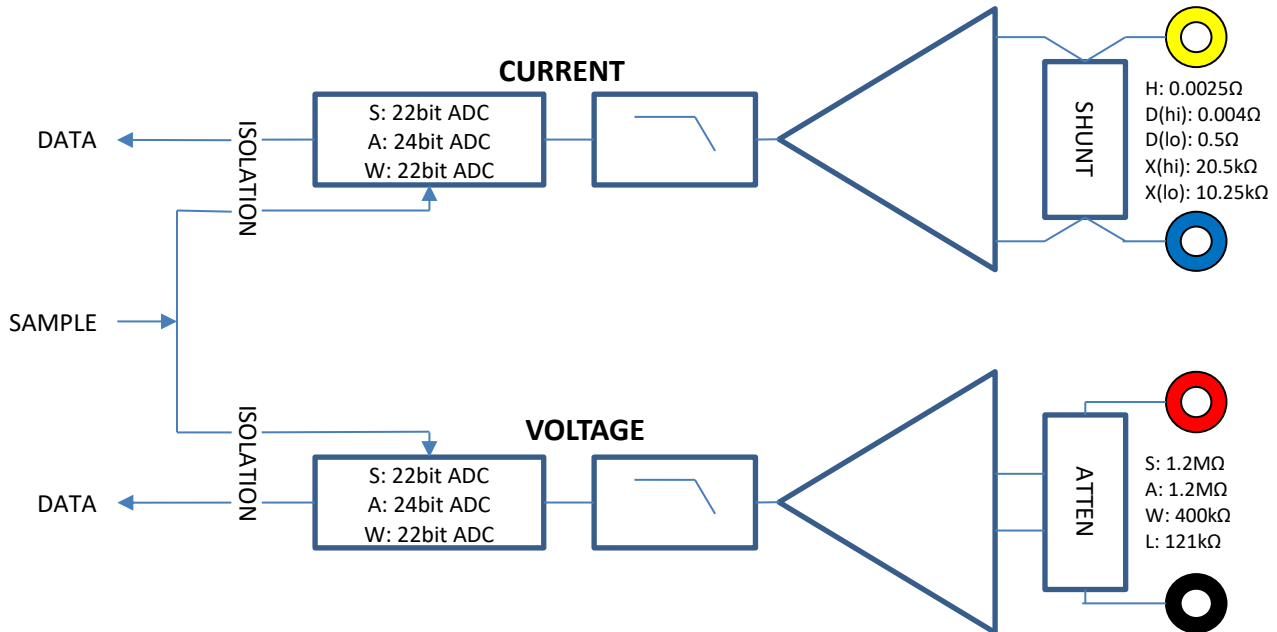 CURRENT
S: 22bit ADC
A: 24bit ADC
W: 22bit ADC
DATA
ISOLATION
SHUNT
H: 0.0025Ω
D(hi): 0.004Ω
D(lo): 0.5Ω
X(hi): 20.5kΩ
X(lo): 10.25kΩ
SAMPLE
VOLTAGE
S: 22bit ADC
A: 24bit ADC
W: 22bit ADC
DATA
ISOLATION
ATTEN
S: 1.2MΩ
A: 1.2MΩ
W: 400kΩ
L: 121kΩ